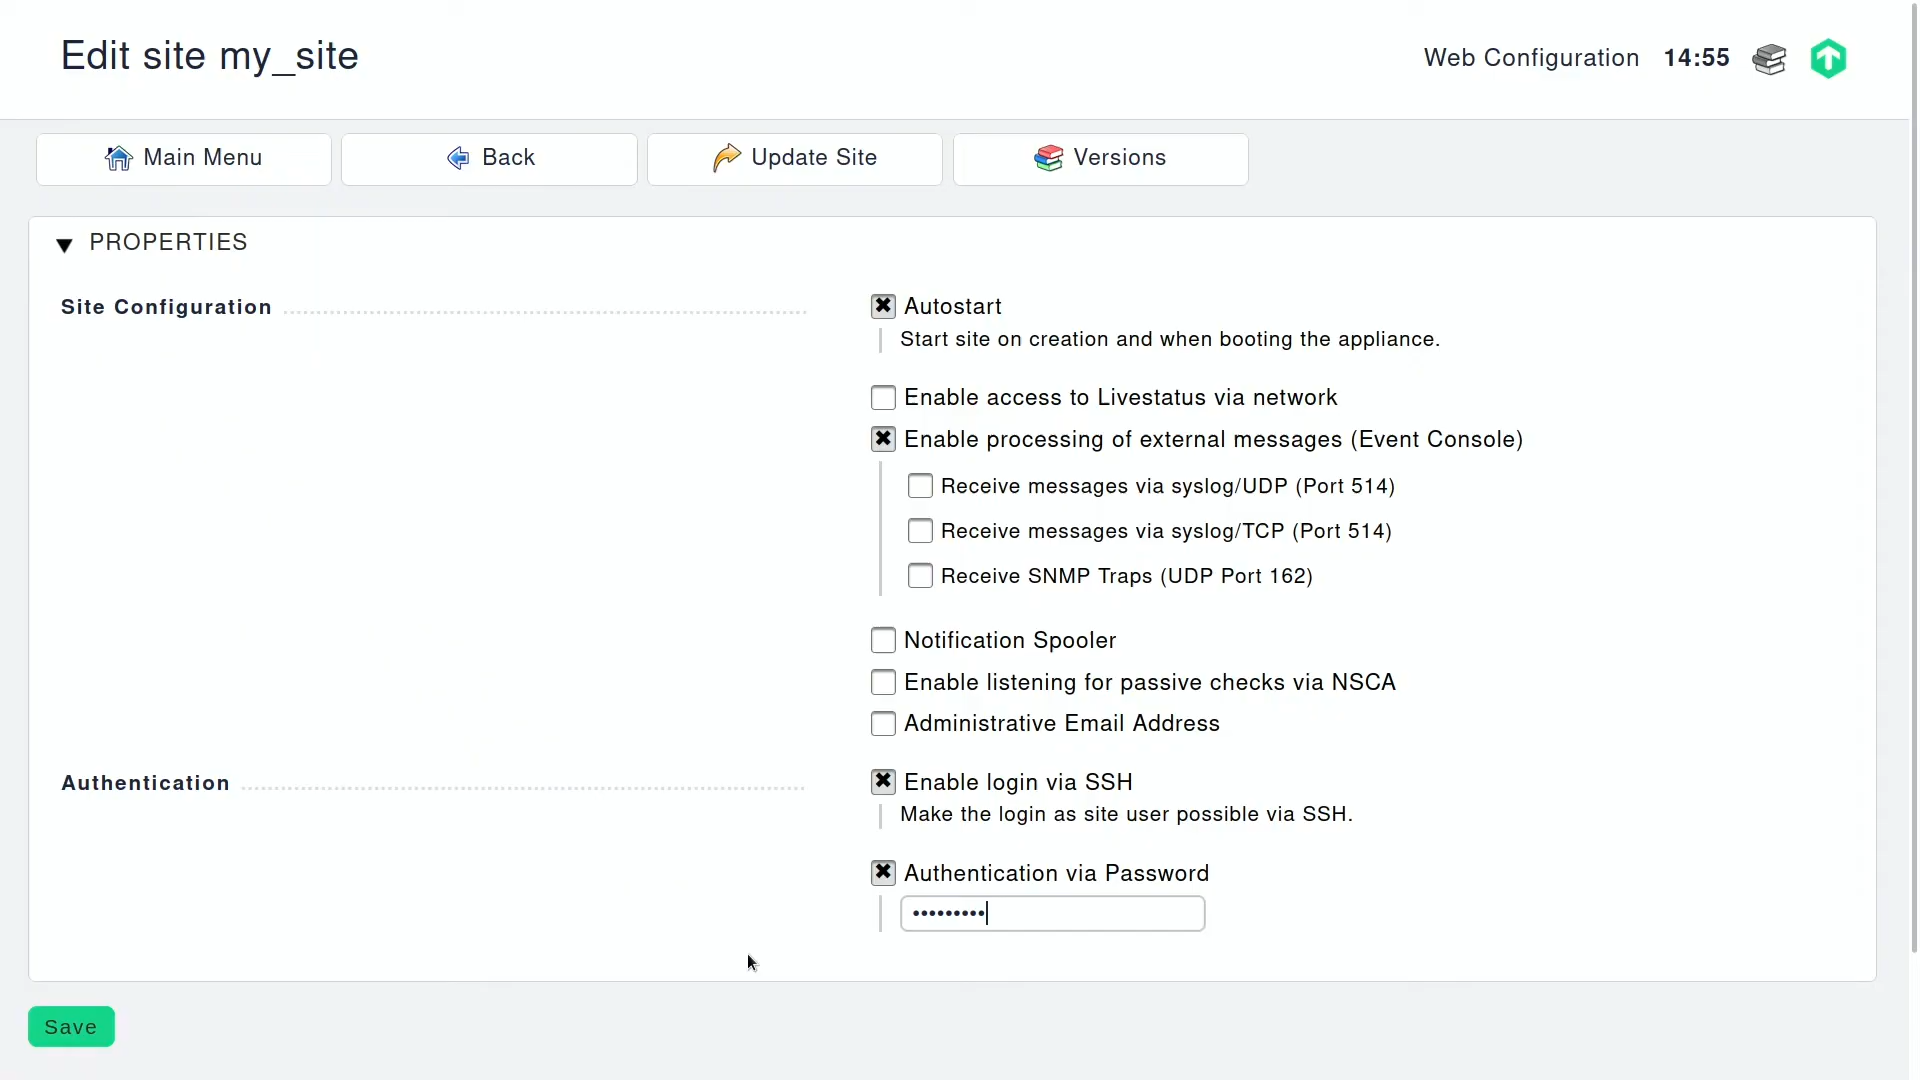 Edit site my_site
Web Configuration 14:55
Main Menu
Back
Update Site
Versions
PROPERTIES
Site Configuration
Autostart
Start site on creation and when booting the appliance.
Enable access to Livestatus via network
Enable processing of external messages (Event Console)
Receive messages via syslog/UDP (Port 514)
Receive messages via syslog/TCP (Port 514)
Receive SNMP Traps (UDP Port 162)
Notification Spooler
Enable listening for passive checks via NSCA
Administrative Email Address
Authentication
Enable login via SSH
Make the login as site user possible via SSH.
Authentication via Password
•••••••••
Save